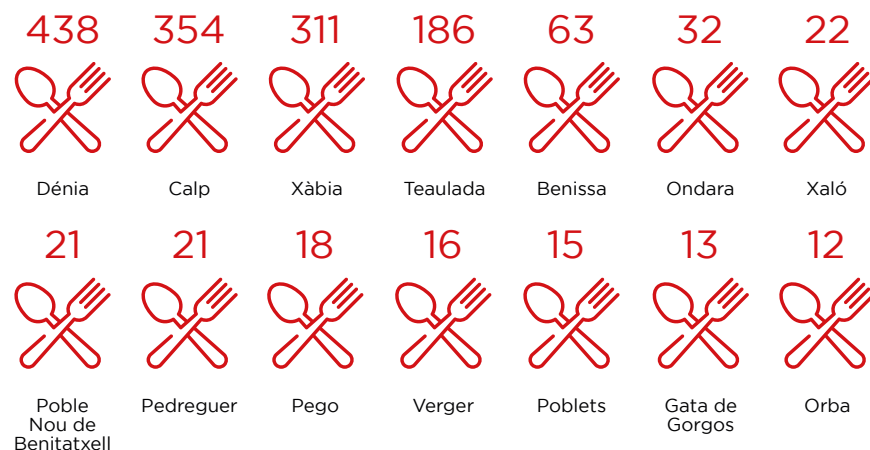 438 354 311 186 63 32 22
Dénia Calp Xàbia Teaulada Benissa Ondara Xaló
21 21 18 16 15 13 12
Poble Pedreguer Pego Verger Poblets Gata de Orba
Nou de Gorgos
Benitatxell